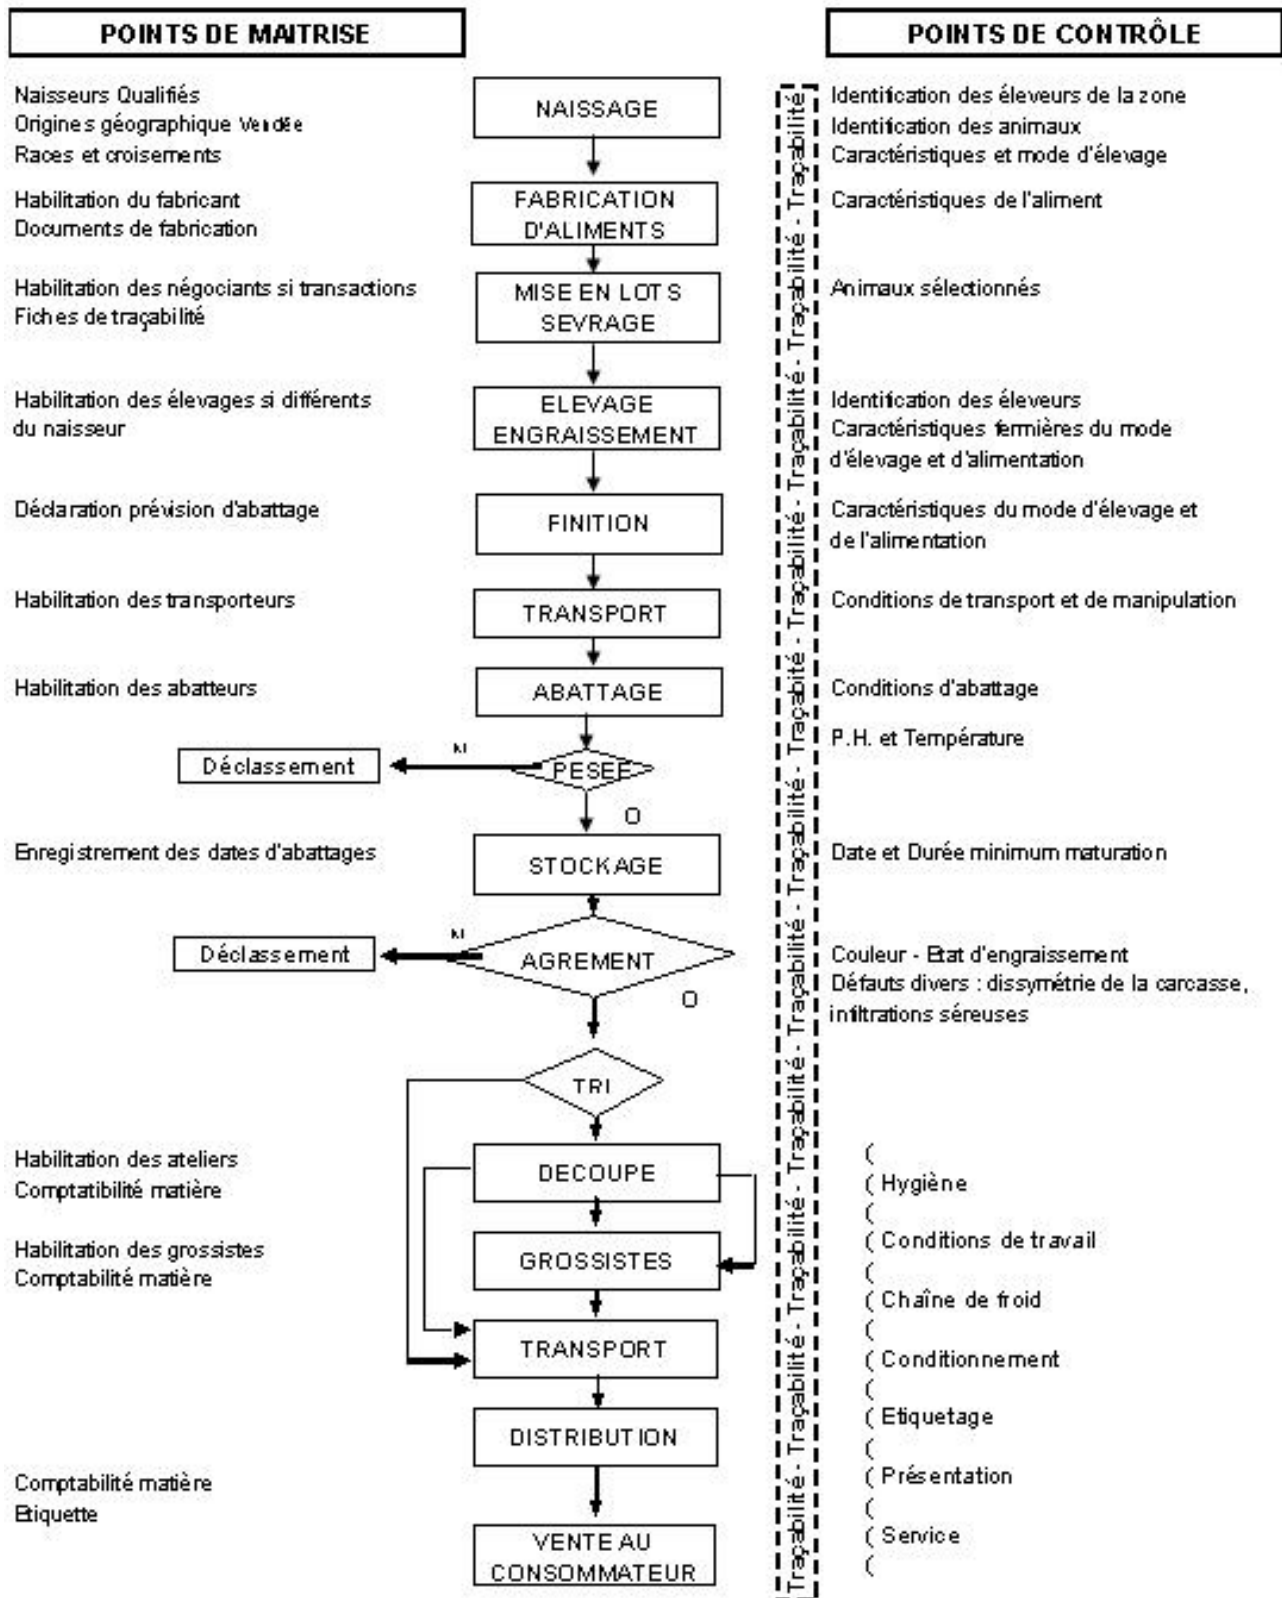 POINTS DE MAITRISE
POINTS DE CONTRÔLE
Naisseurs Qualifiés
Origines géographique Vendée
Races et croisements
NAISSAGE
Identification des éleveurs de la zone
Identification des animaux
Caractéristiques et mode d'élevage
Habilitation du fabricant
Documents de fabrication
FABRICATION
D'ALIMENTS
Caractéristiques de l'aliment
Habilitation des négociants si transactions
Fiches de traçabilité
MISE EN LOTS
SEVRAGE
Animaux sélectionnés
Habilitation des élevages si différents
du naisseur
ELEVAGE
ENGRAISSEMENT
Identification des éleveurs
Caractéristiques fermières du mode
d'élevage et d'alimentation
Déclaration prévision d'abattage
FINITION
Caractéristiques du mode d'élevage et
de l'alimentation
Habilitation des transporteurs
TRANSPORT
Conditions de transport et de manipulation
Habilitation des abatteurs
ABATTAGE
Conditions d'abattage
P.H. et Température
N
Déclassement
PESEE
O
Enregistrement des dates d'abattages
STOCKAGE
Date et Durée minimum maturation
N
Déclassement
AGREMENT
O
Couleur - Etat d'engraissement
Défauts divers : dissymétrie de la carcasse,
infiltrations séreuses
TRI
Habilitation des ateliers
Comptatibilité matière
DECOUPE
Habilitation des grossistes
Comptabilité matière
GROSSISTES
TRANSPORT
DISTRIBUTION
Comptabilité matière
Etiquette
VENTE AU
CONSOMMATEUR
(
( Hygiène
(
( Conditions de travail
(
( Chaîne de froid
(
( Conditionnement
(
( Etiquetage
(
( Présentation
(
( Service
(
Traçabilité - Traçabilité - Traçabilité - Traçabilité - Traçabilité - Traçabilité - Traçabilité - Traçabilité - Traçabité - Traçabilité - Traçabilité - Traçabilité - Traçabilité